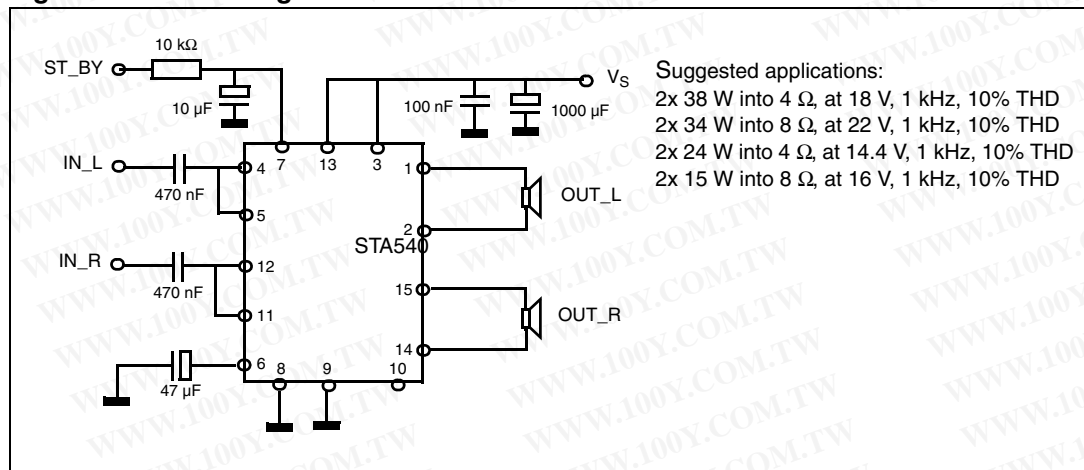 10 kΩ
ST_BY
10 µF
100 nF
1000 µF
V_S
Suggested applications:
2x 38 W into 4 Ω, at 18 V, 1 kHz, 10% THD
2x 34 W into 8 Ω, at 22 V, 1 kHz, 10% THD
2x 24 W into 4 Ω, at 14.4 V, 1 kHz, 10% THD
2x 15 W into 8 Ω, at 16 V, 1 kHz, 10% THD
IN_L
470 nF
4
7
13
3
1
5
OUT_L
2
STA540
IN_R
470 nF
12
15
11
OUT_R
14
6
47 µF
8
9
10
WWW.100Y.COM.TW